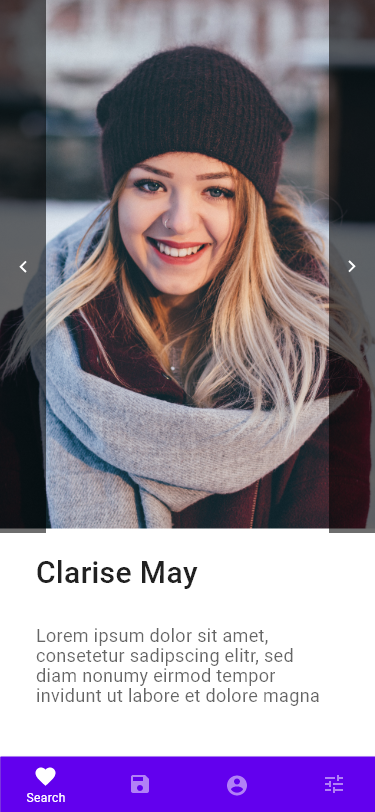 Clarise May
Lorem ipsum dolor sit amet,
consetetur sadipscing elitr, sed
diam nonumy eirmod tempor
invidunt ut labore et dolore magna
Search